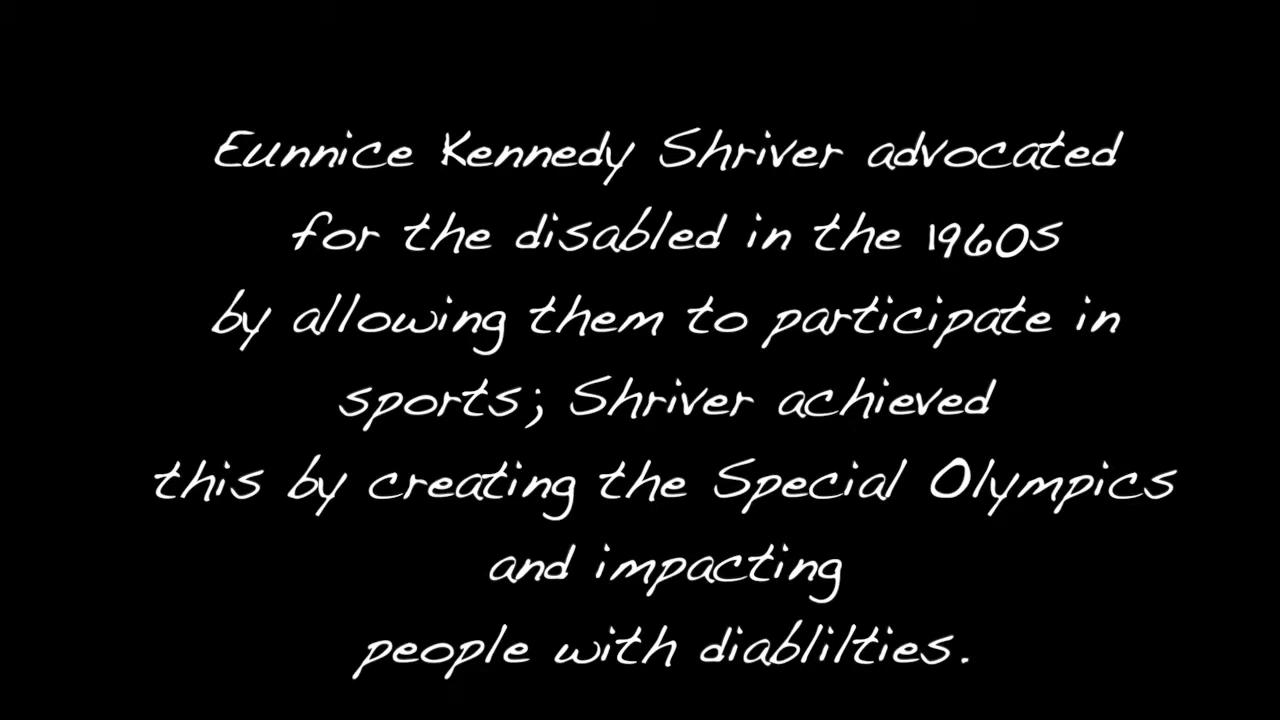 Eunnice Kennedy Shriver advocated
for the disabled in the 1960s
by allowing them to participate in
sports; Shriver achieved
this by creating the Special Olympics
and impacting
people with diablilties.